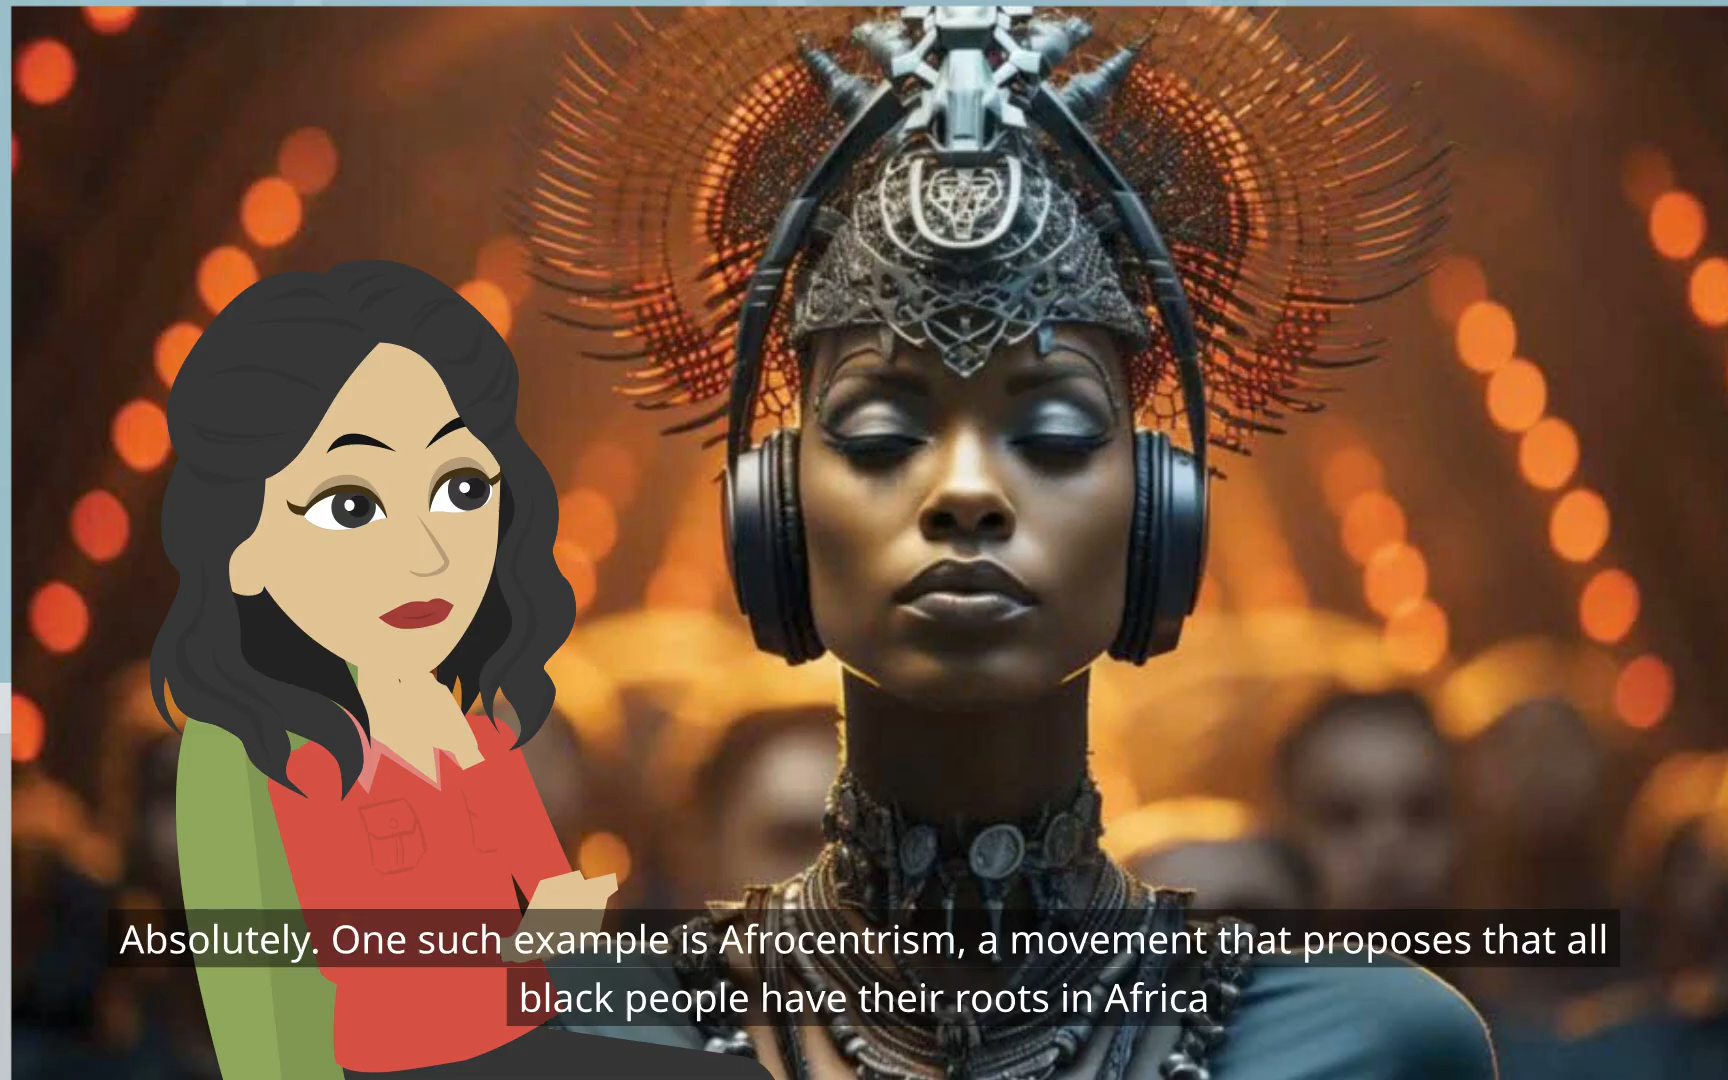 Absolutely. One such example is Afrocentrism, a movement that proposes that all
black people have their roots in Africa